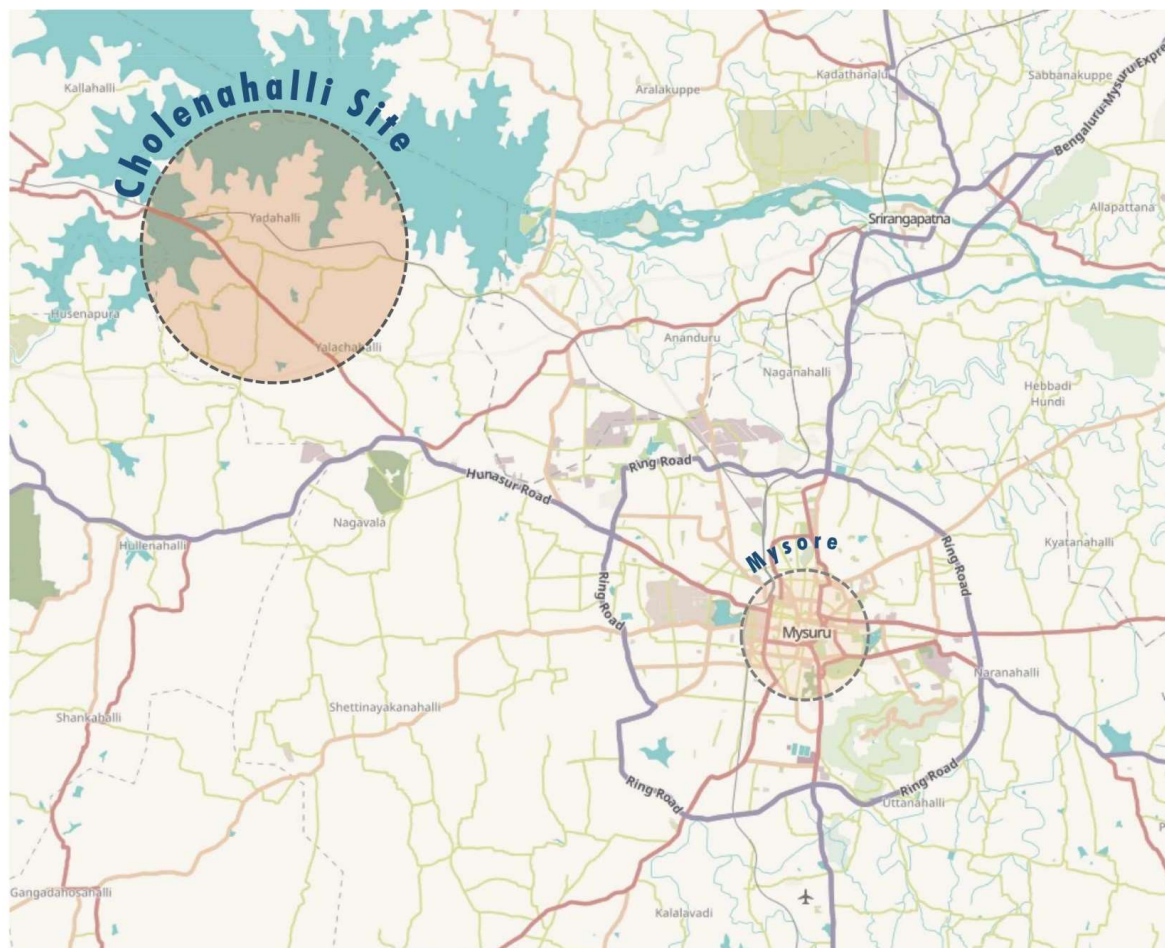 Kallahalli
Cholenahalli Site
Aralakuppe
Kadathanalu
Sabbanakuppe
Bengaluru-Mysuru Expre
Yadahalli
Srirangapatna
Allapattana
Husenapura
Yalachahalli
Ananduru
Naganahalli
Hebbadi
Hundi
Ring Road
Hunasur Road
Nagavala
Hullenahalli
Mysore
Kyatanahalli
Ring Road
Ring Road
Mysuru
Naranahalli
Shankahalli
Shettinayakanahalli
Ring Road
Ring Road
Uttanahalli
Gangadahosahalli
Kalalavadi